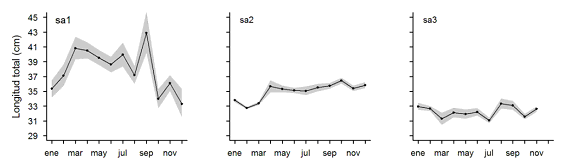 sa1
sa2
sa3
Longitud total (cm)
45
43
41
39
37
35
33
31
29
ene mar may jul sep nov
ene mar may jul sep nov
ene mar may jul sep nov